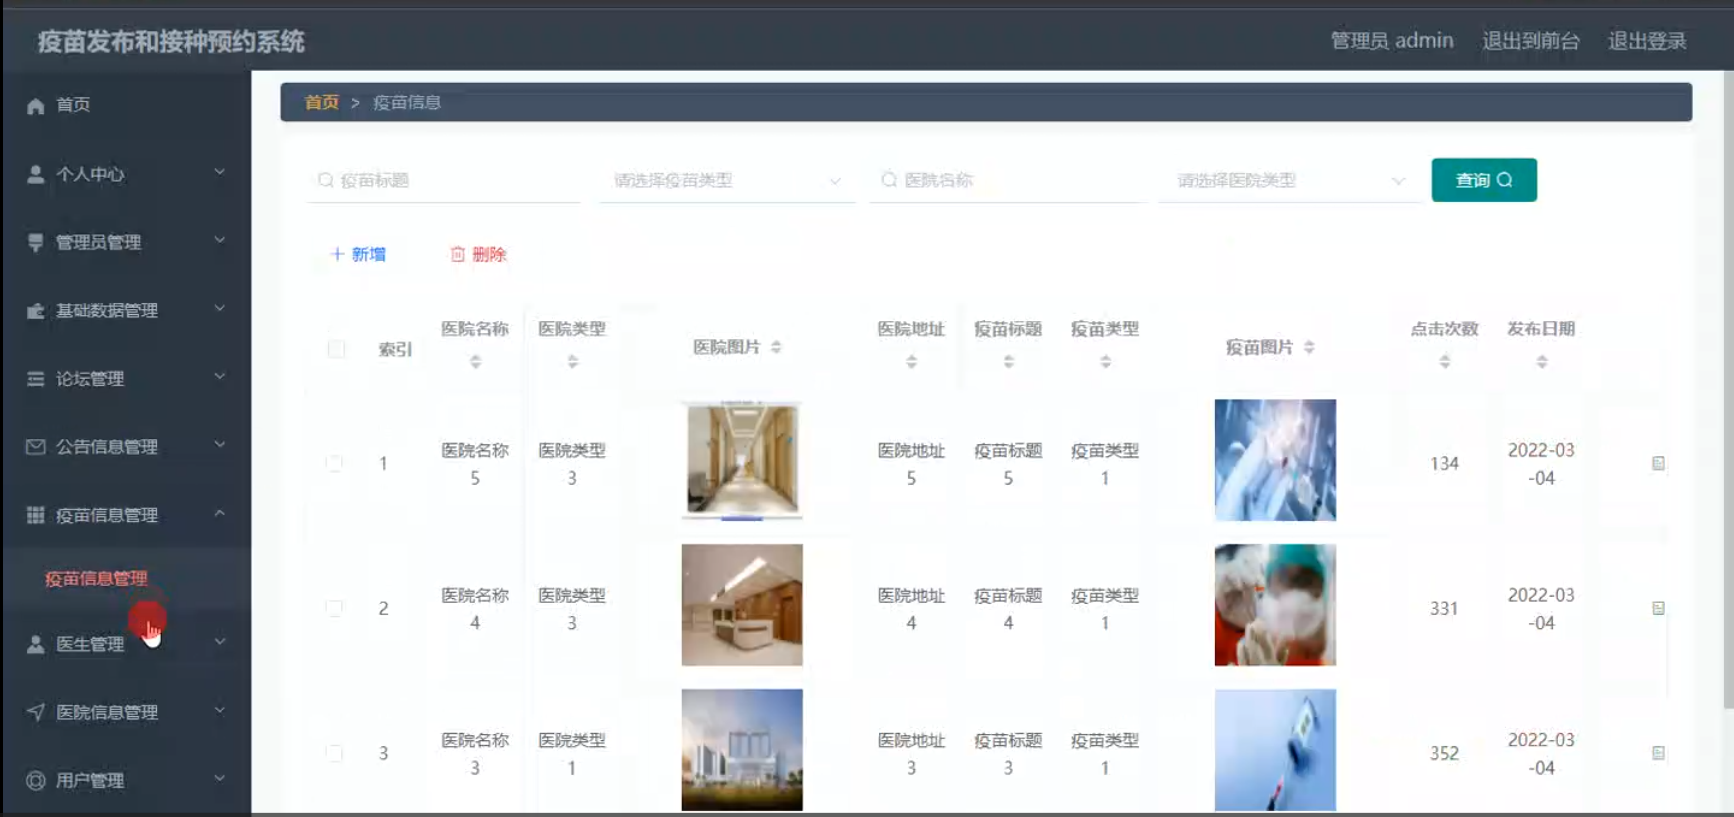 疫苗发布和接种预约系统
管理员 admin 退出到前台 退出登录
首页
个人中心
管理员管理
基础数据管理
论坛管理
公告信息管理
疫苗信息管理
疫苗信息管理
医生管理
医院信息管理
用户管理
首页 > 疫苗信息
疫苗标题 请选择疫苗类型 医院名称 请选择医院类型 查询
新增 删除
索引 医院名称 医院类型 医院图片 医院地址 疫苗标题 疫苗类型 疫苗图片 点击次数 发布日期
1 医院名称5 医院类型3 医院地址5 疫苗标题5 疫苗类型1 134 2022-03-04
2 医院名称4 医院类型3 医院地址4 疫苗标题4 疫苗类型1 331 2022-03-04
3 医院名称3 医院类型1 医院地址3 疫苗标题3 疫苗类型1 352 2022-03-04